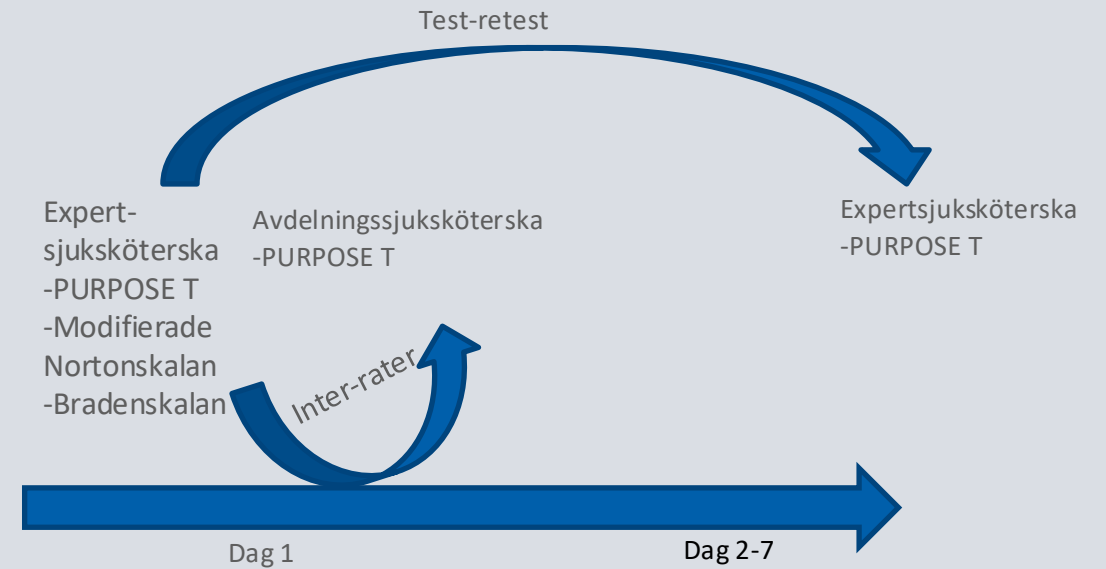 Test-retest
Expert-
sjuksköterska
-PURPOSE T
-Modifierade
Nortonskalan
-Bradenskalan
Avdelningssjuksköterska
-PURPOSE T
Expertsjuksköterska
-PURPOSE T
Inter-rater
Dag 1
Dag 2-7